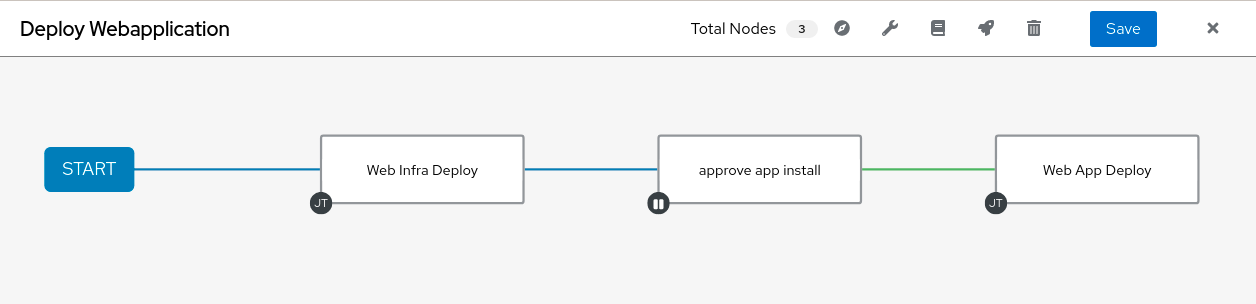 Deploy Webapplication
Total Nodes 3
Save
START
Web Infra Deploy
JT
approve app install
Web App Deploy
JT